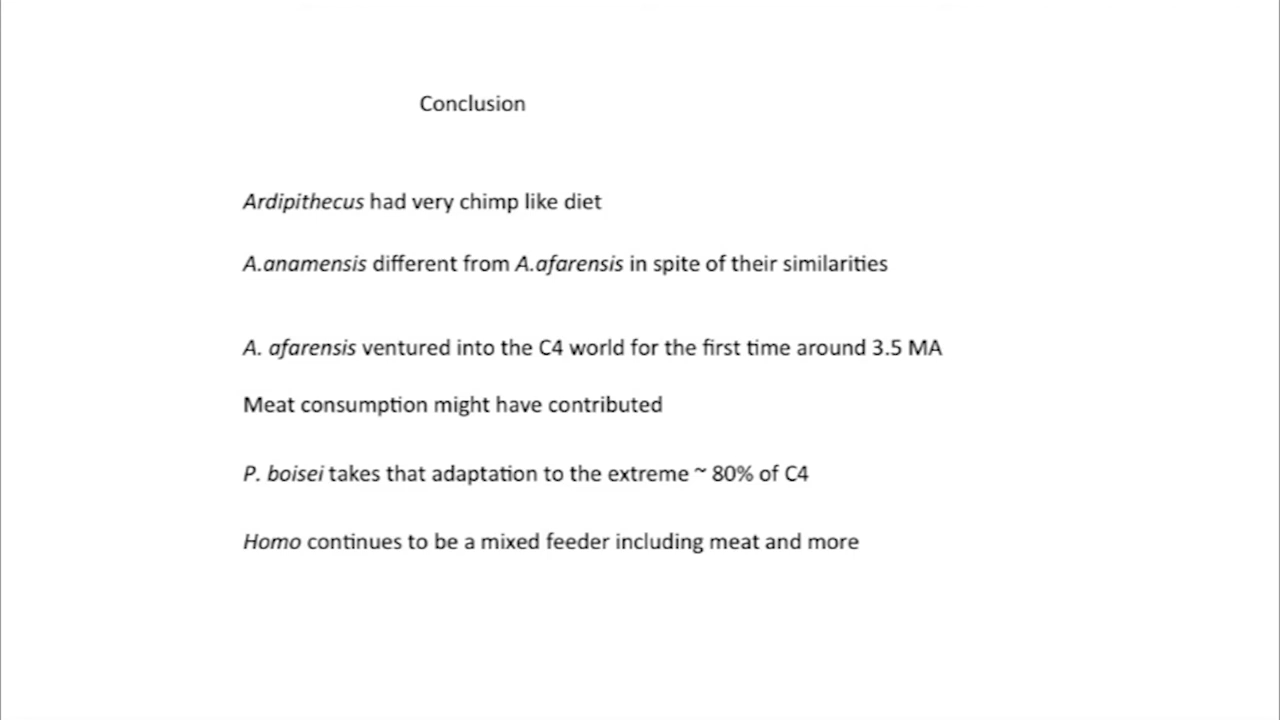 Conclusion
Ardipithecus had very chimp like diet
A.anamensis different from A.afarensis in spite of their similarities
A. afarensis ventured into the C4 world for the first time around 3.5 MA
Meat consumption might have contributed
P. boisei takes that adaptation to the extreme ~ 80% of C4
Homo continues to be a mixed feeder including meat and more